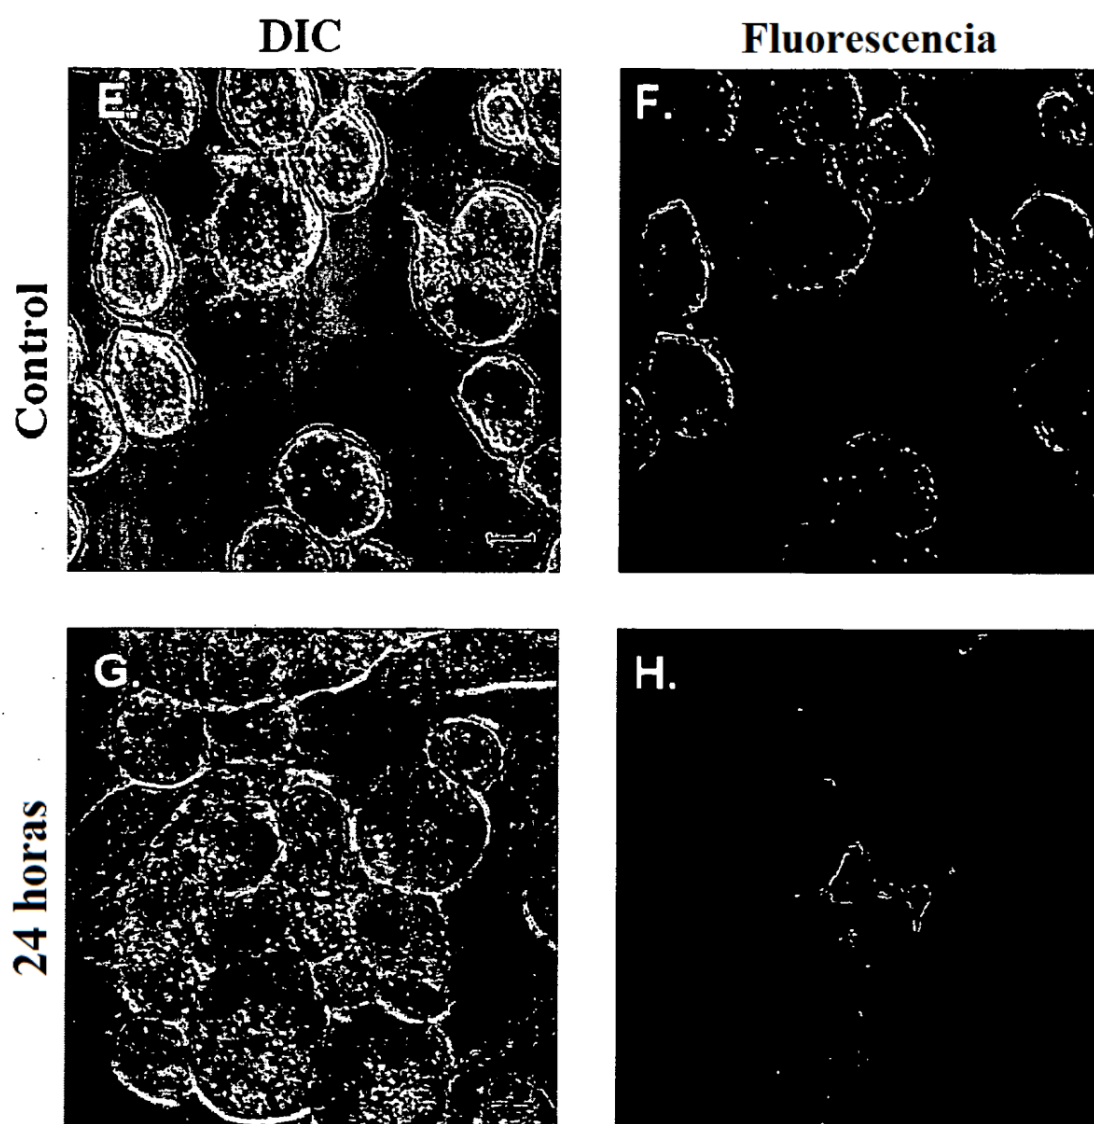 DIC
Fluorescencia
Control
E.
F.
24 horas
G.
H.